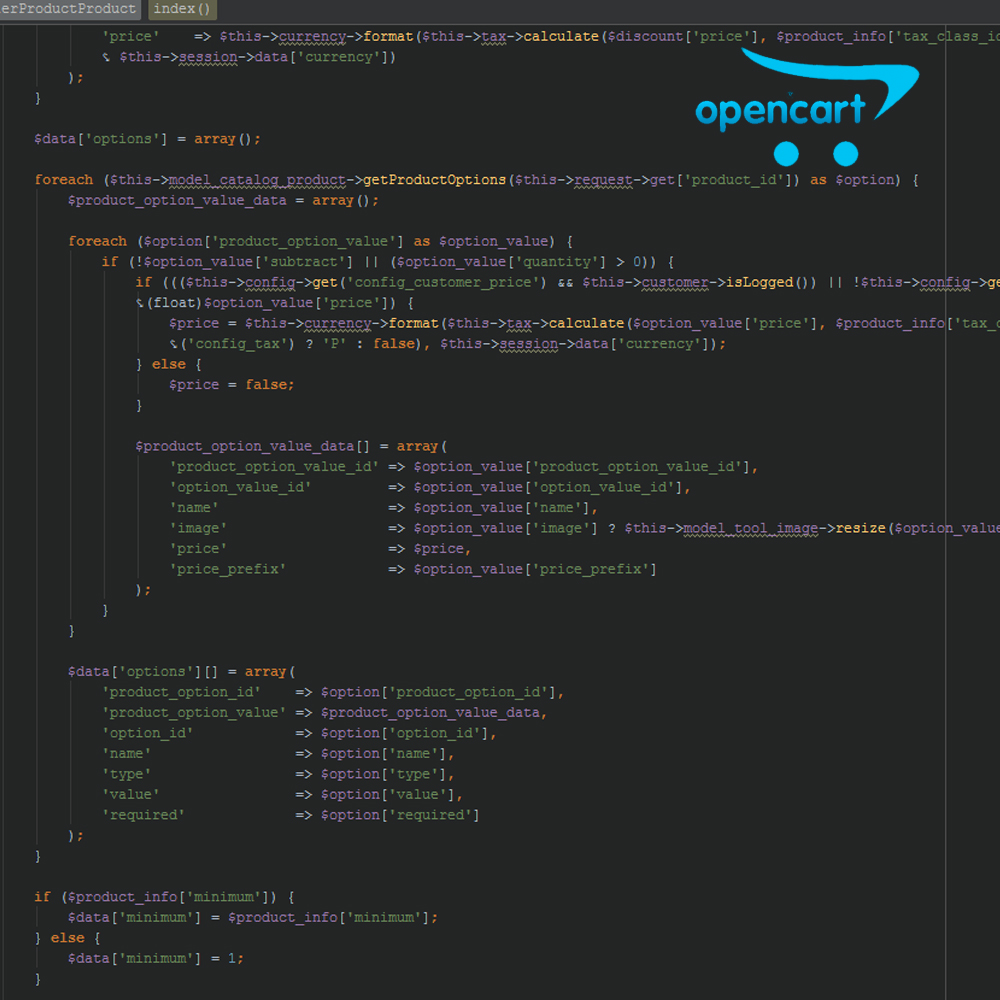 erProductProduct index()
'price' => $this->currency->format($this->tax->calculate($discount['price'], $product_info['tax_class_id
$this->session->data['currency'])
);
}
opencart
$data['options'] = array();
foreach ($this->model_catalog_product->getProductOptions($this->request->get['product_id']) as $option) {
$product_option_value_data = array();
foreach ($option['product_option_value'] as $option_value) {
if (!$option_value['subtract'] || ($option_value['quantity'] > 0)) {
if ((($this->config->get('config_customer_price') && $this->customer->isLogged()) || !$this->config->ge
(float)$option_value['price']) {
$price = $this->currency->format($this->tax->calculate($option_value['price'], $product_info['tax_c
('config_tax') ? 'P' : false), $this->session->data['currency']);
} else {
$price = false;
}
$product_option_value_data[] = array(
'product_option_value_id' => $option_value['product_option_value_id'],
'option_value_id' => $option_value['option_value_id'],
'name' => $option_value['name'],
'image' => $option_value['image'] ? $this->model_tool_image->resize($option_value
'price' => $price,
'price_prefix' => $option_value['price_prefix']
);
}
}
$data['options'][] = array(
'product_option_id' => $option['product_option_id'],
'product_option_value' => $product_option_value_data,
'option_id' => $option['option_id'],
'name' => $option['name'],
'type' => $option['type'],
'value' => $option['value'],
'required' => $option['required']
);
}
if ($product_info['minimum']) {
$data['minimum'] = $product_info['minimum'];
} else {
$data['minimum'] = 1;
}